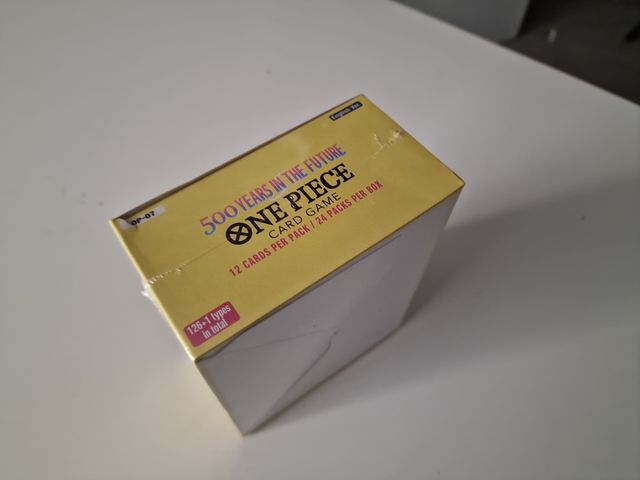 English Ver.
OP-07
500 YEARS IN THE FUTURE
ONE PIECE
CARD GAME
12 CARDS PER PACK / 24 PACKS PER BOX
126+1 types
in total